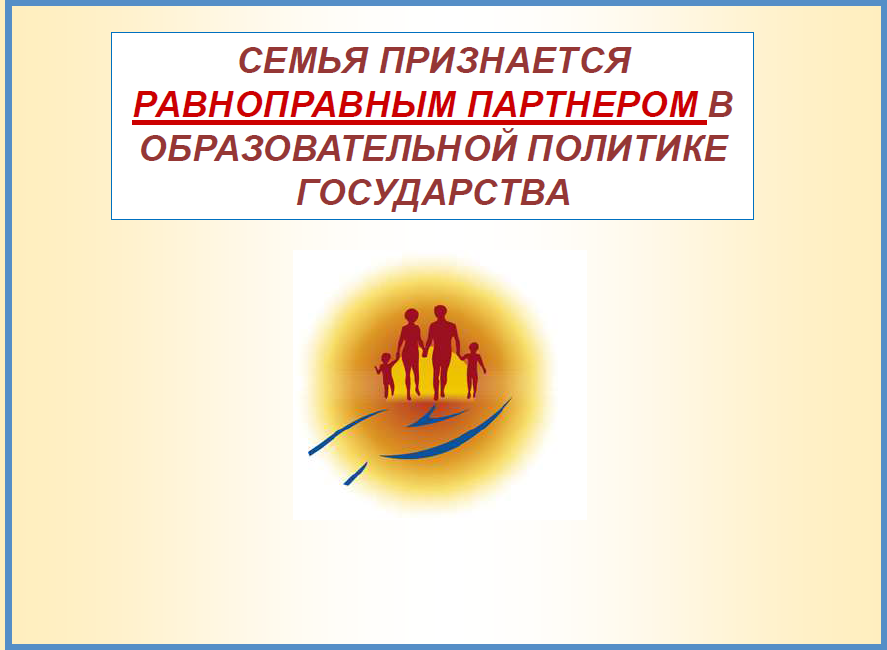 СЕМЬЯ ПРИЗНАЕТСЯ
РАВНОПРАВНЫМ ПАРТНЕРОМ В
ОБРАЗОВАТЕЛЬНОЙ ПОЛИТИКЕ
ГОСУДАРСТВА